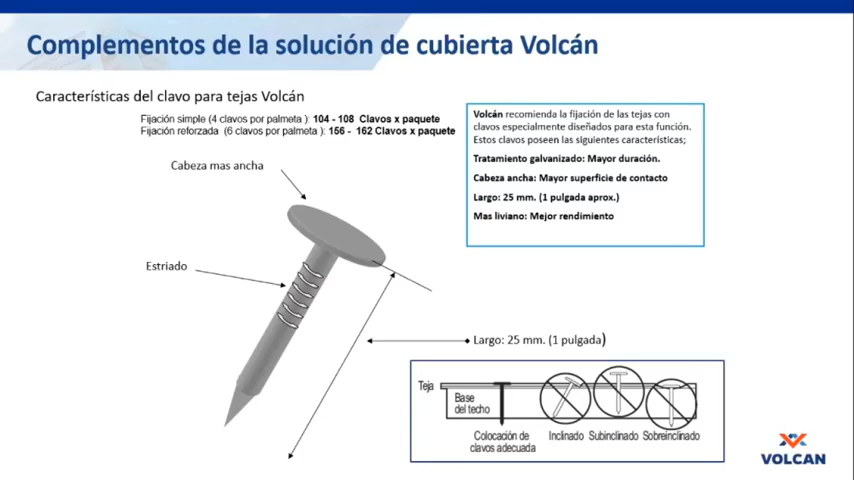 Complementos de la solución de cubierta Volcán
Características del clavo para tejas Volcán
Fijación simple (4 clavos por palmeta ): 104 - 108 Clavos x paquete
Fijación reforzada (6 clavos por palmeta ): 156 - 162 Clavos x paquete
Volcán recomienda la fijación de las tejas con
clavos especialmente diseñados para esta función.
Estos clavos poseen las siguientes características;
Tratamiento galvanizado: Mayor duración.
Cabeza ancha: Mayor superficie de contacto
Largo: 25 mm. (1 pulgada aprox.)
Mas liviano: Mejor rendimiento
Cabeza mas ancha
Estriado
Largo: 25 mm. (1 pulgada)
Teja
Base
del techo
Colocación de
clavos adecuada
Inclinado
Subinclinado
Sobreinclinado
VOLCAN